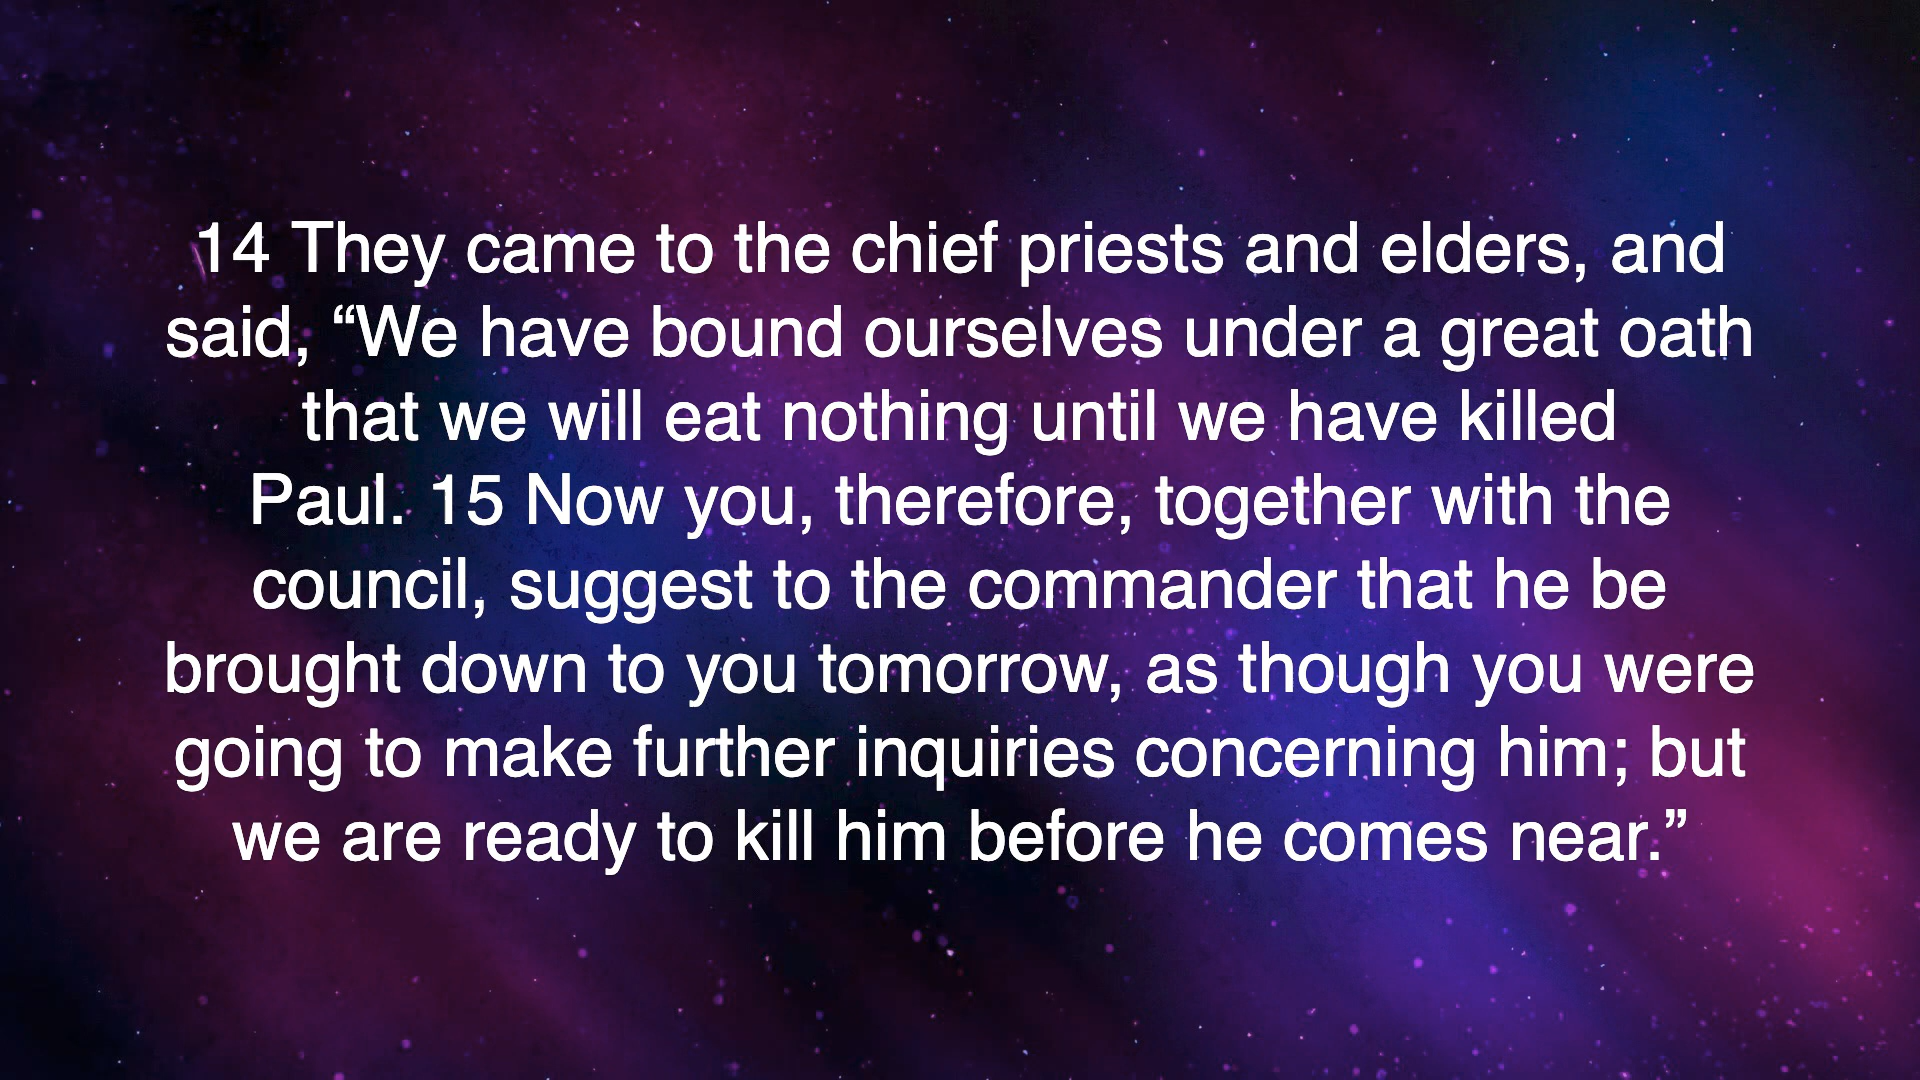 14 They came to the chief priests and elders, and
said, “We have bound ourselves under a great oath
that we will eat nothing until we have killed
Paul. 15 Now you, therefore, together with the
council, suggest to the commander that he be
brought down to you tomorrow, as though you were
going to make further inquiries concerning him; but
we are ready to kill him before he comes near.”